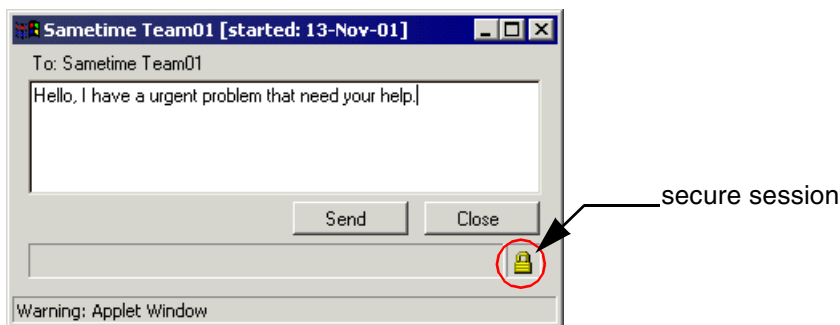 Sametime Team01 [started: 13-Nov-01]
To: Sametime Team01
Hello, I have a urgent problem that need your help.
Send Close
secure session
Warning: Applet Window